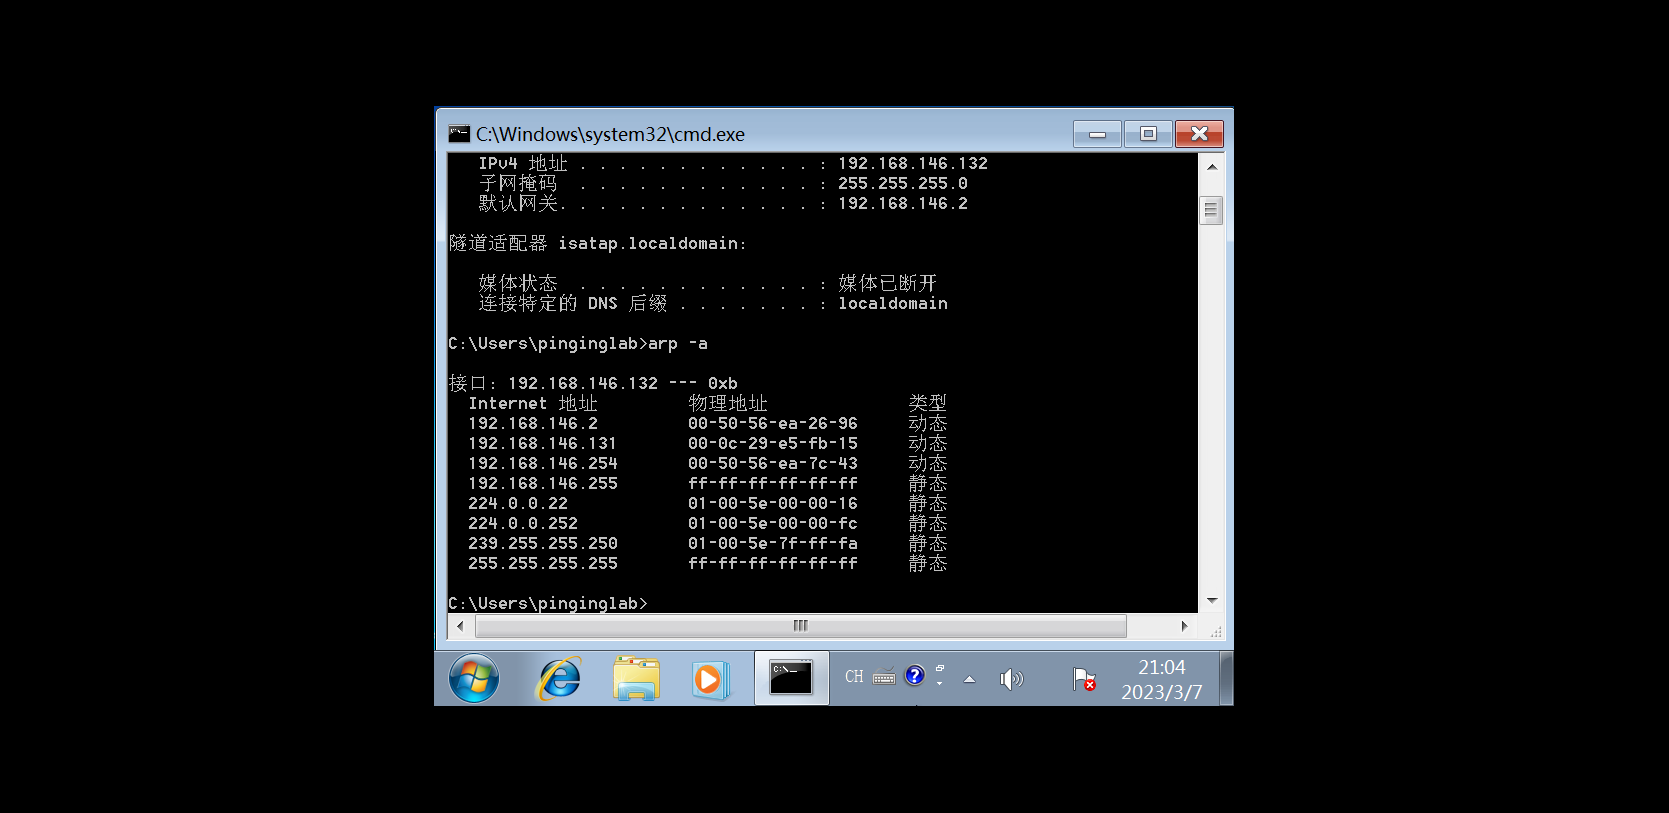 C:\Windows\system32\cmd.exe
IPv4 地址 . . . . . . . . . . . . : 192.168.146.132
子网掩码 . . . . . . . . . . . . : 255.255.255.0
默认网关. . . . . . . . . . . . . : 192.168.146.2
隧道适配器 isatap.localdomain:
媒体状态 . . . . . . . . . . . . : 媒体已断开
连接特定的 DNS 后缀 . . . . . . . : localdomain
C:\Users\pinginglab>arp -a
接口: 192.168.146.132 --- 0xb
Internet 地址 物理地址 类型
192.168.146.2 00-50-56-ea-26-96 动态
192.168.146.131 00-0c-29-e5-fb-15 动态
192.168.146.254 00-50-56-ea-7c-43 动态
192.168.146.255 ff-ff-ff-ff-ff-ff 静态
224.0.0.22 01-00-5e-00-00-16 静态
224.0.0.252 01-00-5e-00-00-fc 静态
239.255.255.250 01-00-5e-7f-ff-fa 静态
255.255.255.255 ff-ff-ff-ff-ff-ff 静态
C:\Users\pinginglab>
CH
21:04
2023/3/7